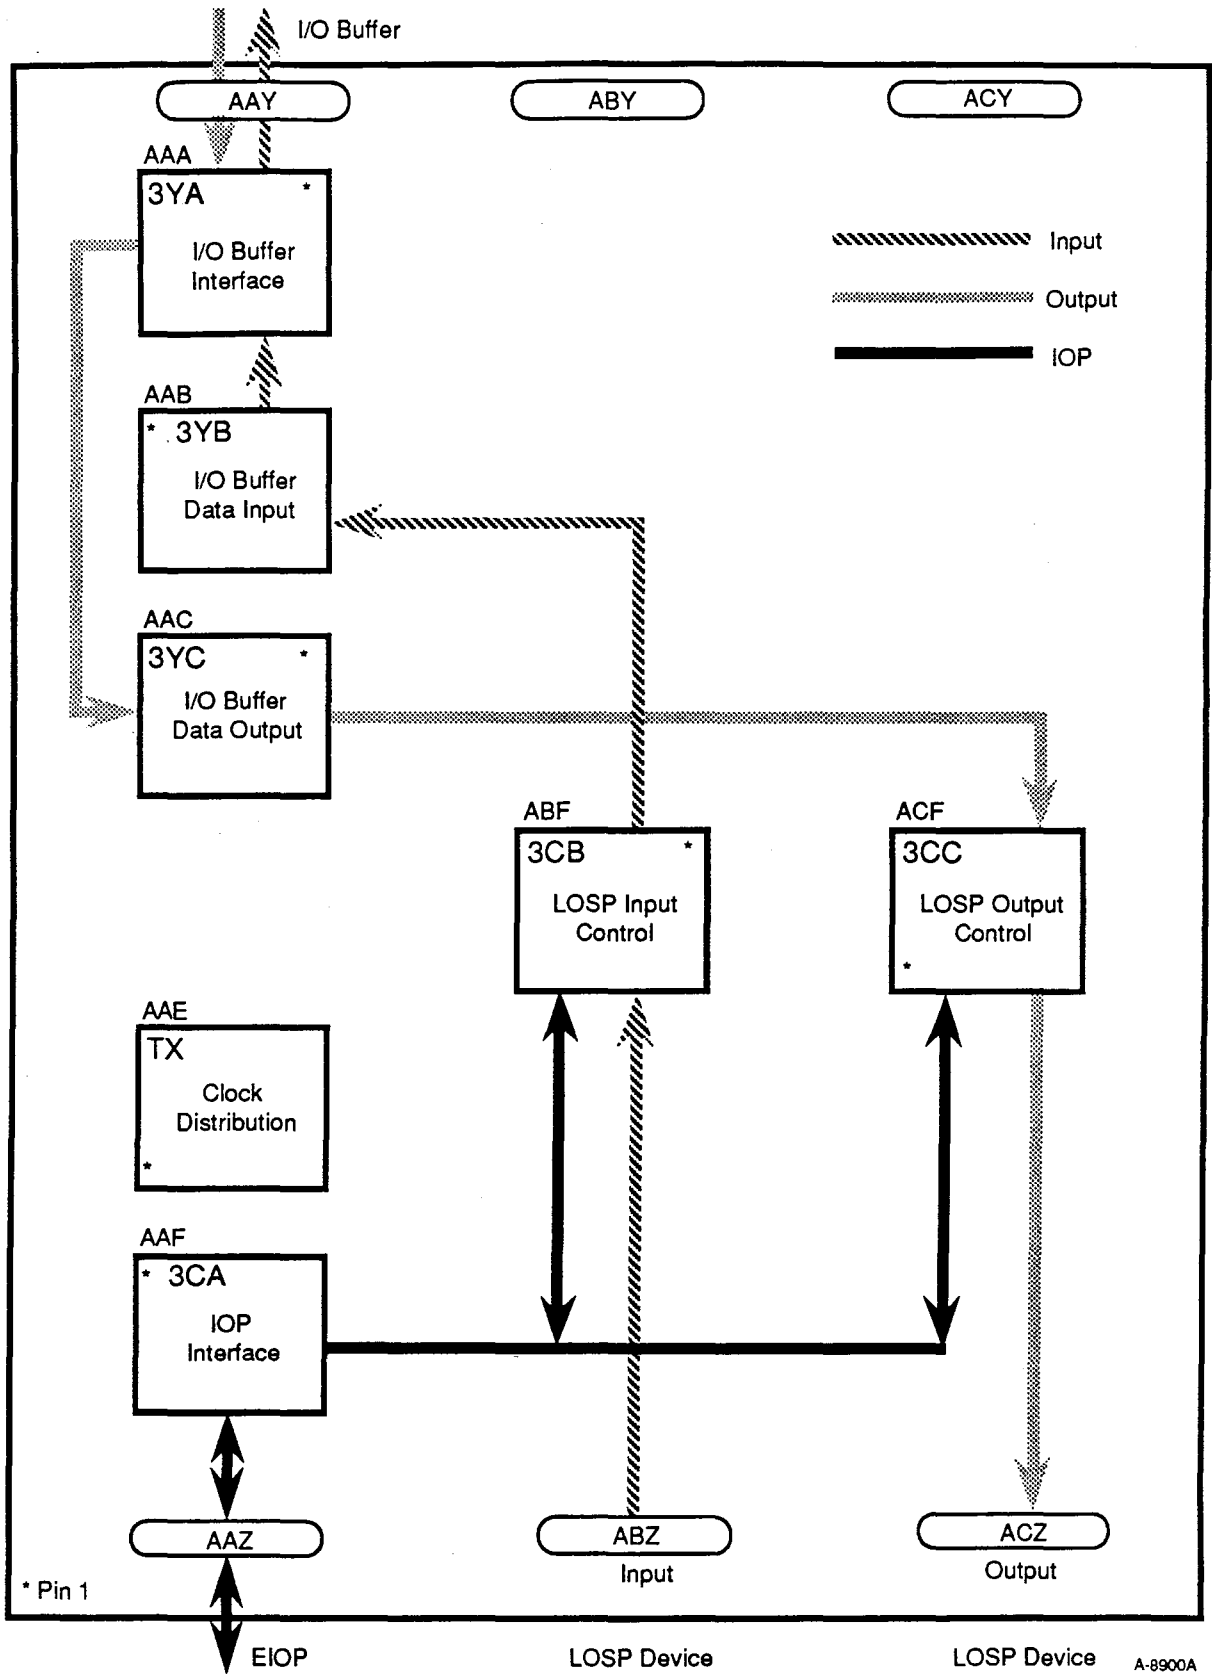 I/O Buffer
AAY
ABY
ACY
AAA
3YA *
I/O Buffer
Interface
Input
Output
IOP
AAB
* 3YB
I/O Buffer
Data Input
AAC
3YC *
I/O Buffer
Data Output
ABF
3CB *
LOSP Input
Control
ACF
3CC
LOSP Output
Control
*
AAE
TX
Clock
Distribution
*
AAF
* 3CA
IOP
Interface
AAZ
ABZ
Input
ACZ
Output
* Pin 1
EIOP
LOSP Device
LOSP Device
A-8900A